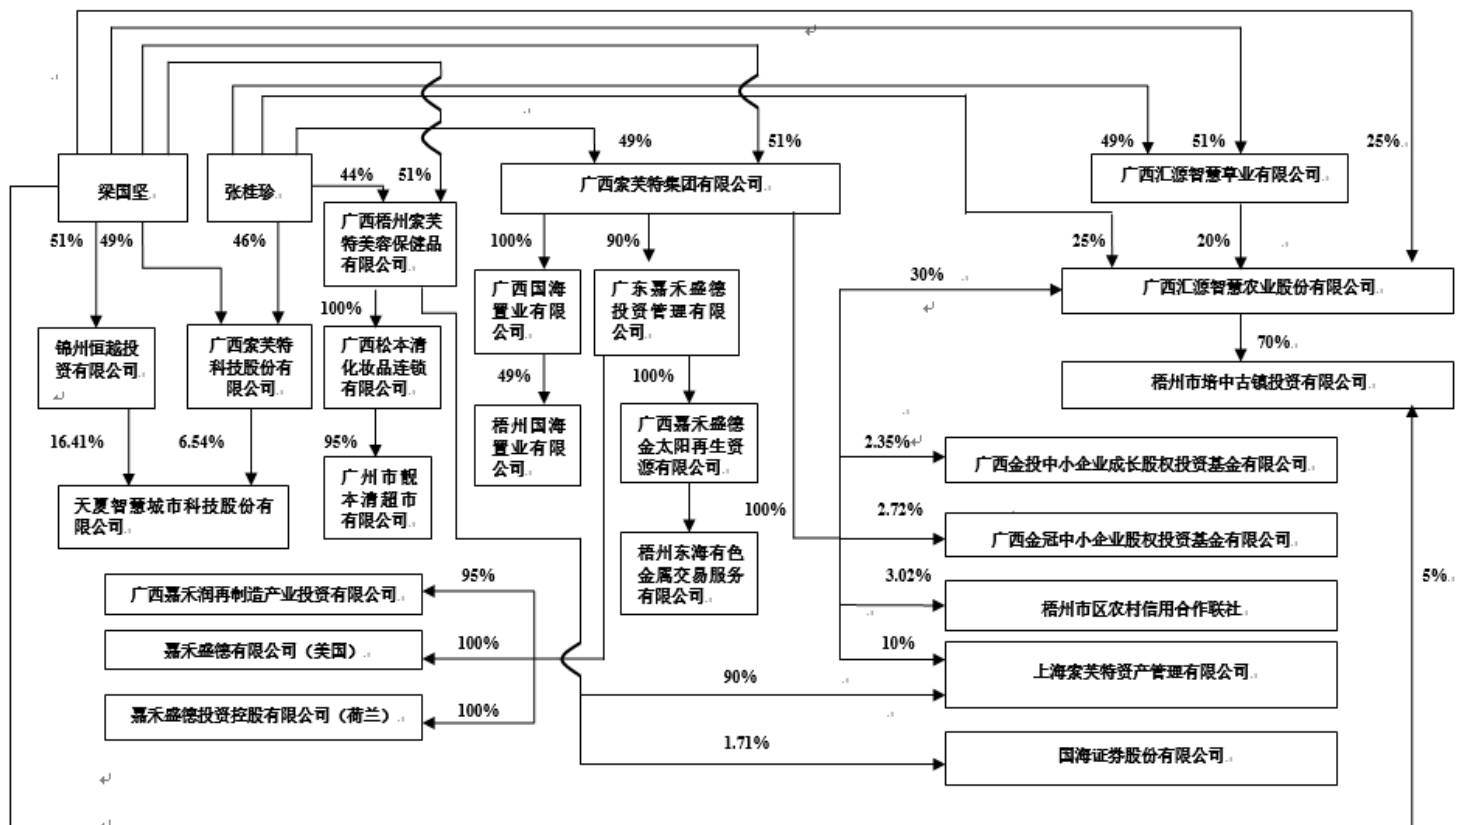 49%
51%
49%
51%
25%
梁国坚
张桂珍
44%
51%
广西索芙特集团有限公司
广西汇源智慧草业有限公司
51%
49%
46%
广西梧州索芙
特美容保健品
有限公司
100%
90%
25%
20%
30%
广西国海
置业有限
公司
广东嘉禾盛德
投资管理有限
公司
广西汇源智慧农业股份有限公司
100%
锦州恒越投
资有限公司
广西索芙特
科技股份有
限公司
广西松本清
化妆品连锁
有限公司
49%
100%
70%
梧州市培中古镇投资有限公司
16.41%
6.54%
95%
梧州国海
置业有限
公司
广西嘉禾盛德
金太阳再生资
源有限公司
2.35%
广西金投中小企业成长股权投资基金有限公司
天夏智慧城市科技股份有
限公司
广州市靓
本清超市
有限公司
100%
2.72%
广西金冠中小企业股权投资基金有限公司
梧州东海有色
金属交易服务
有限公司
95%
广西嘉禾润再制造产业投资有限公司
3.02%
梧州市区农村信用合作联社
5%
100%
嘉禾盛德有限公司（美国）
10%
上海索芙特资产管理有限公司
90%
100%
嘉禾盛德投资控股有限公司（荷兰）
1.71%
国海证券股份有限公司